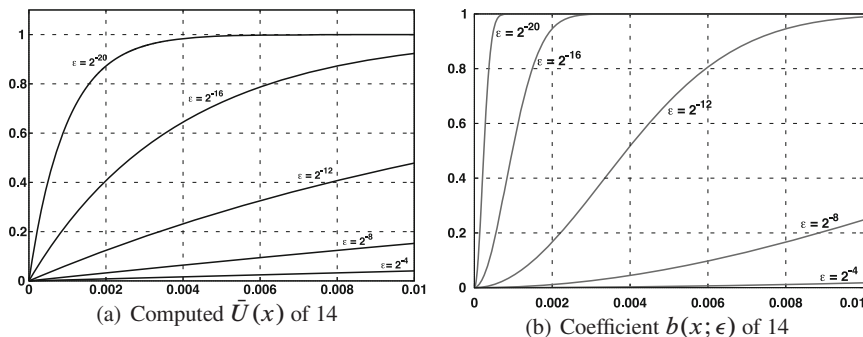 1
0.8
0.6
0.4
0.2
0
0
0.002
0.004
0.006
0.008
0.01
ε = 2⁻²⁰
ε = 2⁻¹⁶
ε = 2⁻¹²
ε = 2⁻⁸
ε = 2⁻⁴
(a) Computed Ū(x) of 14
1
0.8
0.6
0.4
0.2
0
0
0.002
0.004
0.006
0.008
0.01
ε = 2⁻²⁰
ε = 2⁻¹⁶
ε = 2⁻¹²
ε = 2⁻⁸
ε = 2⁻⁴
(b) Coefficient b(x; ϵ) of 14